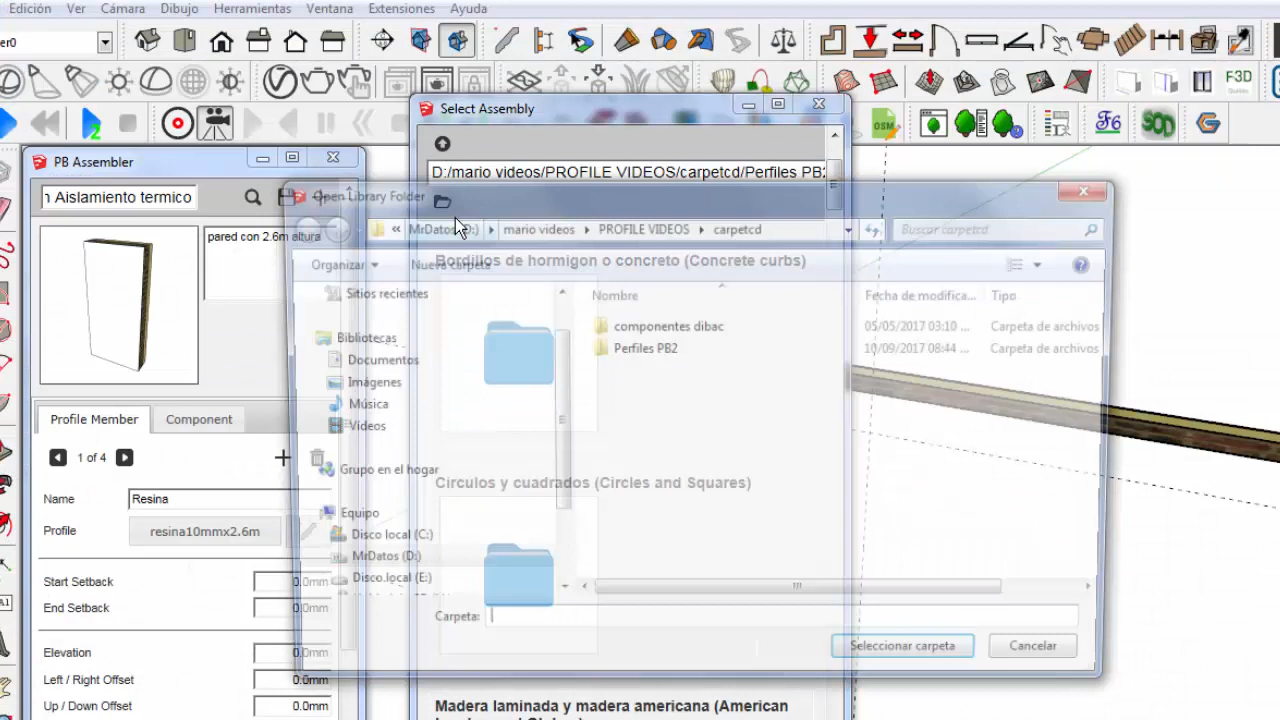 Edición Ver Cámara Dibujo Herramientas Ventana Extensiones Ayuda
er0
F3D
2
OSM
F6
SOD
PB Assembler
n Aislamiento termico
pared con 2.6m altura
Profile Member Component
1 of 4
Name Resina
Profile resina10mmx2.6m
Start Setback 0.0mm
End Setback 0.0mm
Elevation 0.0mm
Left / Right Offset 0.0mm
Up / Down Offset 0.0mm
Select Assembly
D:/mario videos/PROFILE VIDEOS/carpetcd/Perfiles PB2
Bordillos de hormigon o concreto (Concrete curbs)
Circulos y cuadrados (Circles and Squares)
Madera laminada y madera americana (American
Open Library Folder
« MrDatos (D:) mario videos PROFILE VIDEOS carpetcd
Buscar carpetcd
Organizar Nueva carpeta
Sitios recientes
Bibliotecas
Documentos
Imágenes
Música
Vídeos
Grupo en el hogar
Equipo
Disco local (C:)
MrDatos (D:)
Disco local (E:)
Nombre Fecha de modifica... Tipo
componentes dibac 05/05/2017 03:10 ... Carpeta de archivos
Perfiles PB2 10/09/2017 08:44 ... Carpeta de archivos
Carpeta:
Seleccionar carpeta Cancelar